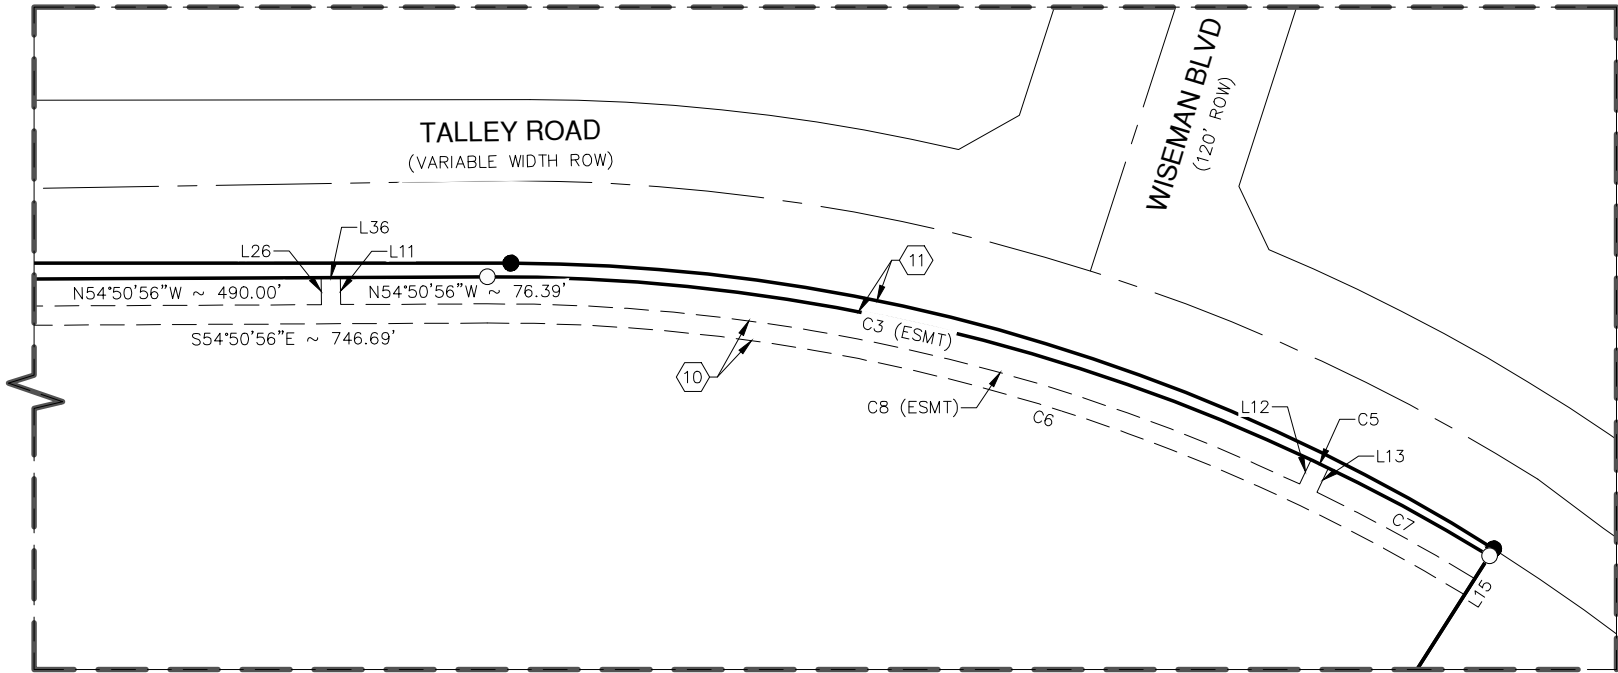 WISEMAN BLVD
(120' ROW)
TALLEY ROAD
(VARIABLE WIDTH ROW)
L36
L26
L11
11
N54°50'56"W ~ 490.00'
N54°50'56"W ~ 76.39'
C3 (ESMT)
S54°50'56"E ~ 746.69'
10
C8 (ESMT)
C6
L12
C5
L13
C7
L15